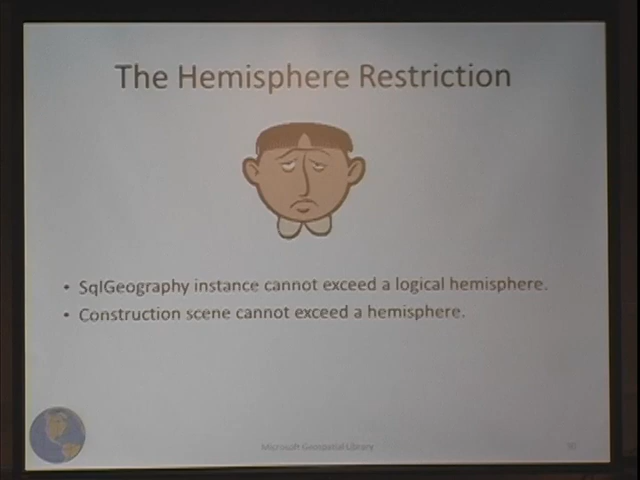 The Hemisphere Restriction
• SqlGeography instance cannot exceed a logical hemisphere.
• Construction scene cannot exceed a hemisphere.
Microsoft Geospatial Library